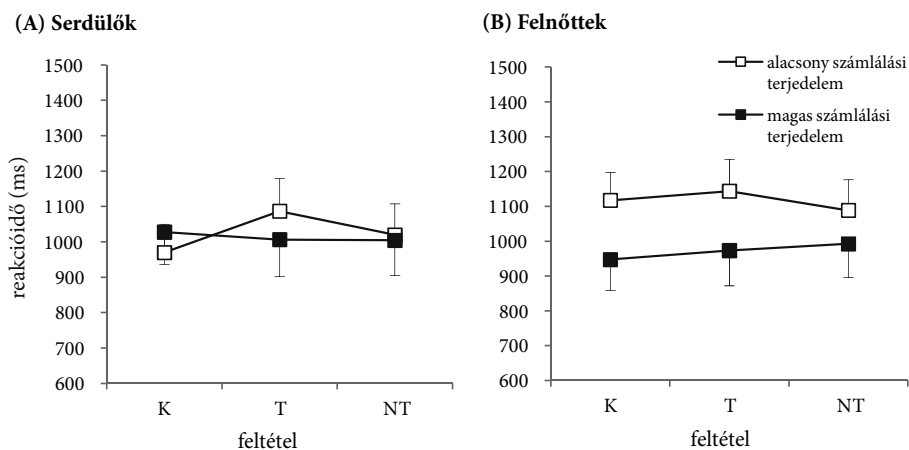 (A) Serdülők
1500
1400
1300
1200
1100
1000
900
800
700
600
reakcióidő (ms)
K T NT
feltétel
(B) Felnőttek
1500
1400
1300
1200
1100
1000
900
800
700
600
K T NT
feltétel
alacsony számlálási
terjedelem
magas számlálási
terjedelem